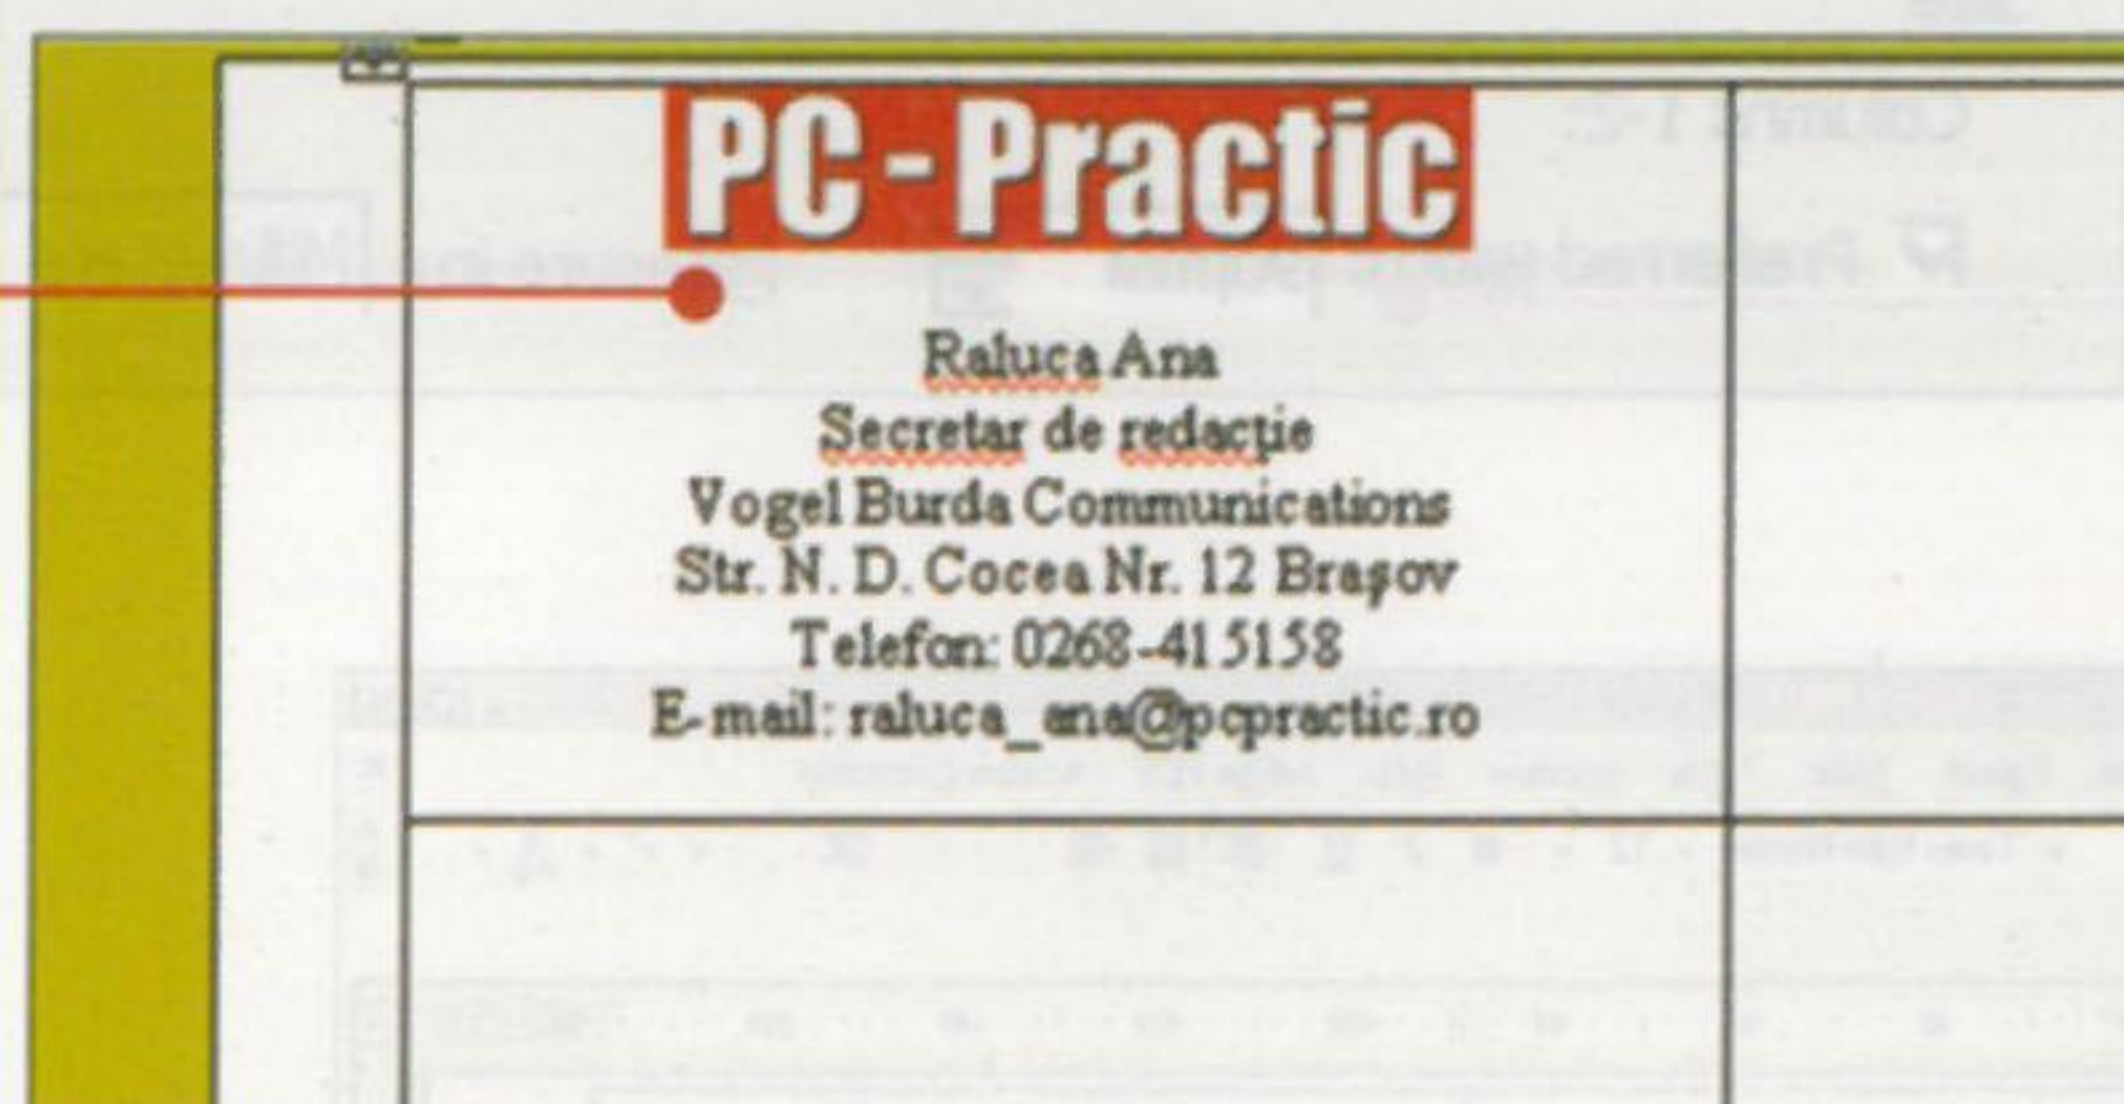 PC - Practic
Raluca Ana
Secretar de redacţie
Vogel Burda Communications
Str. N. D. Cocea Nr. 12 Braşov
Telefon: 0268-415158
E-mail: raluca_ana@pcpractic.ro